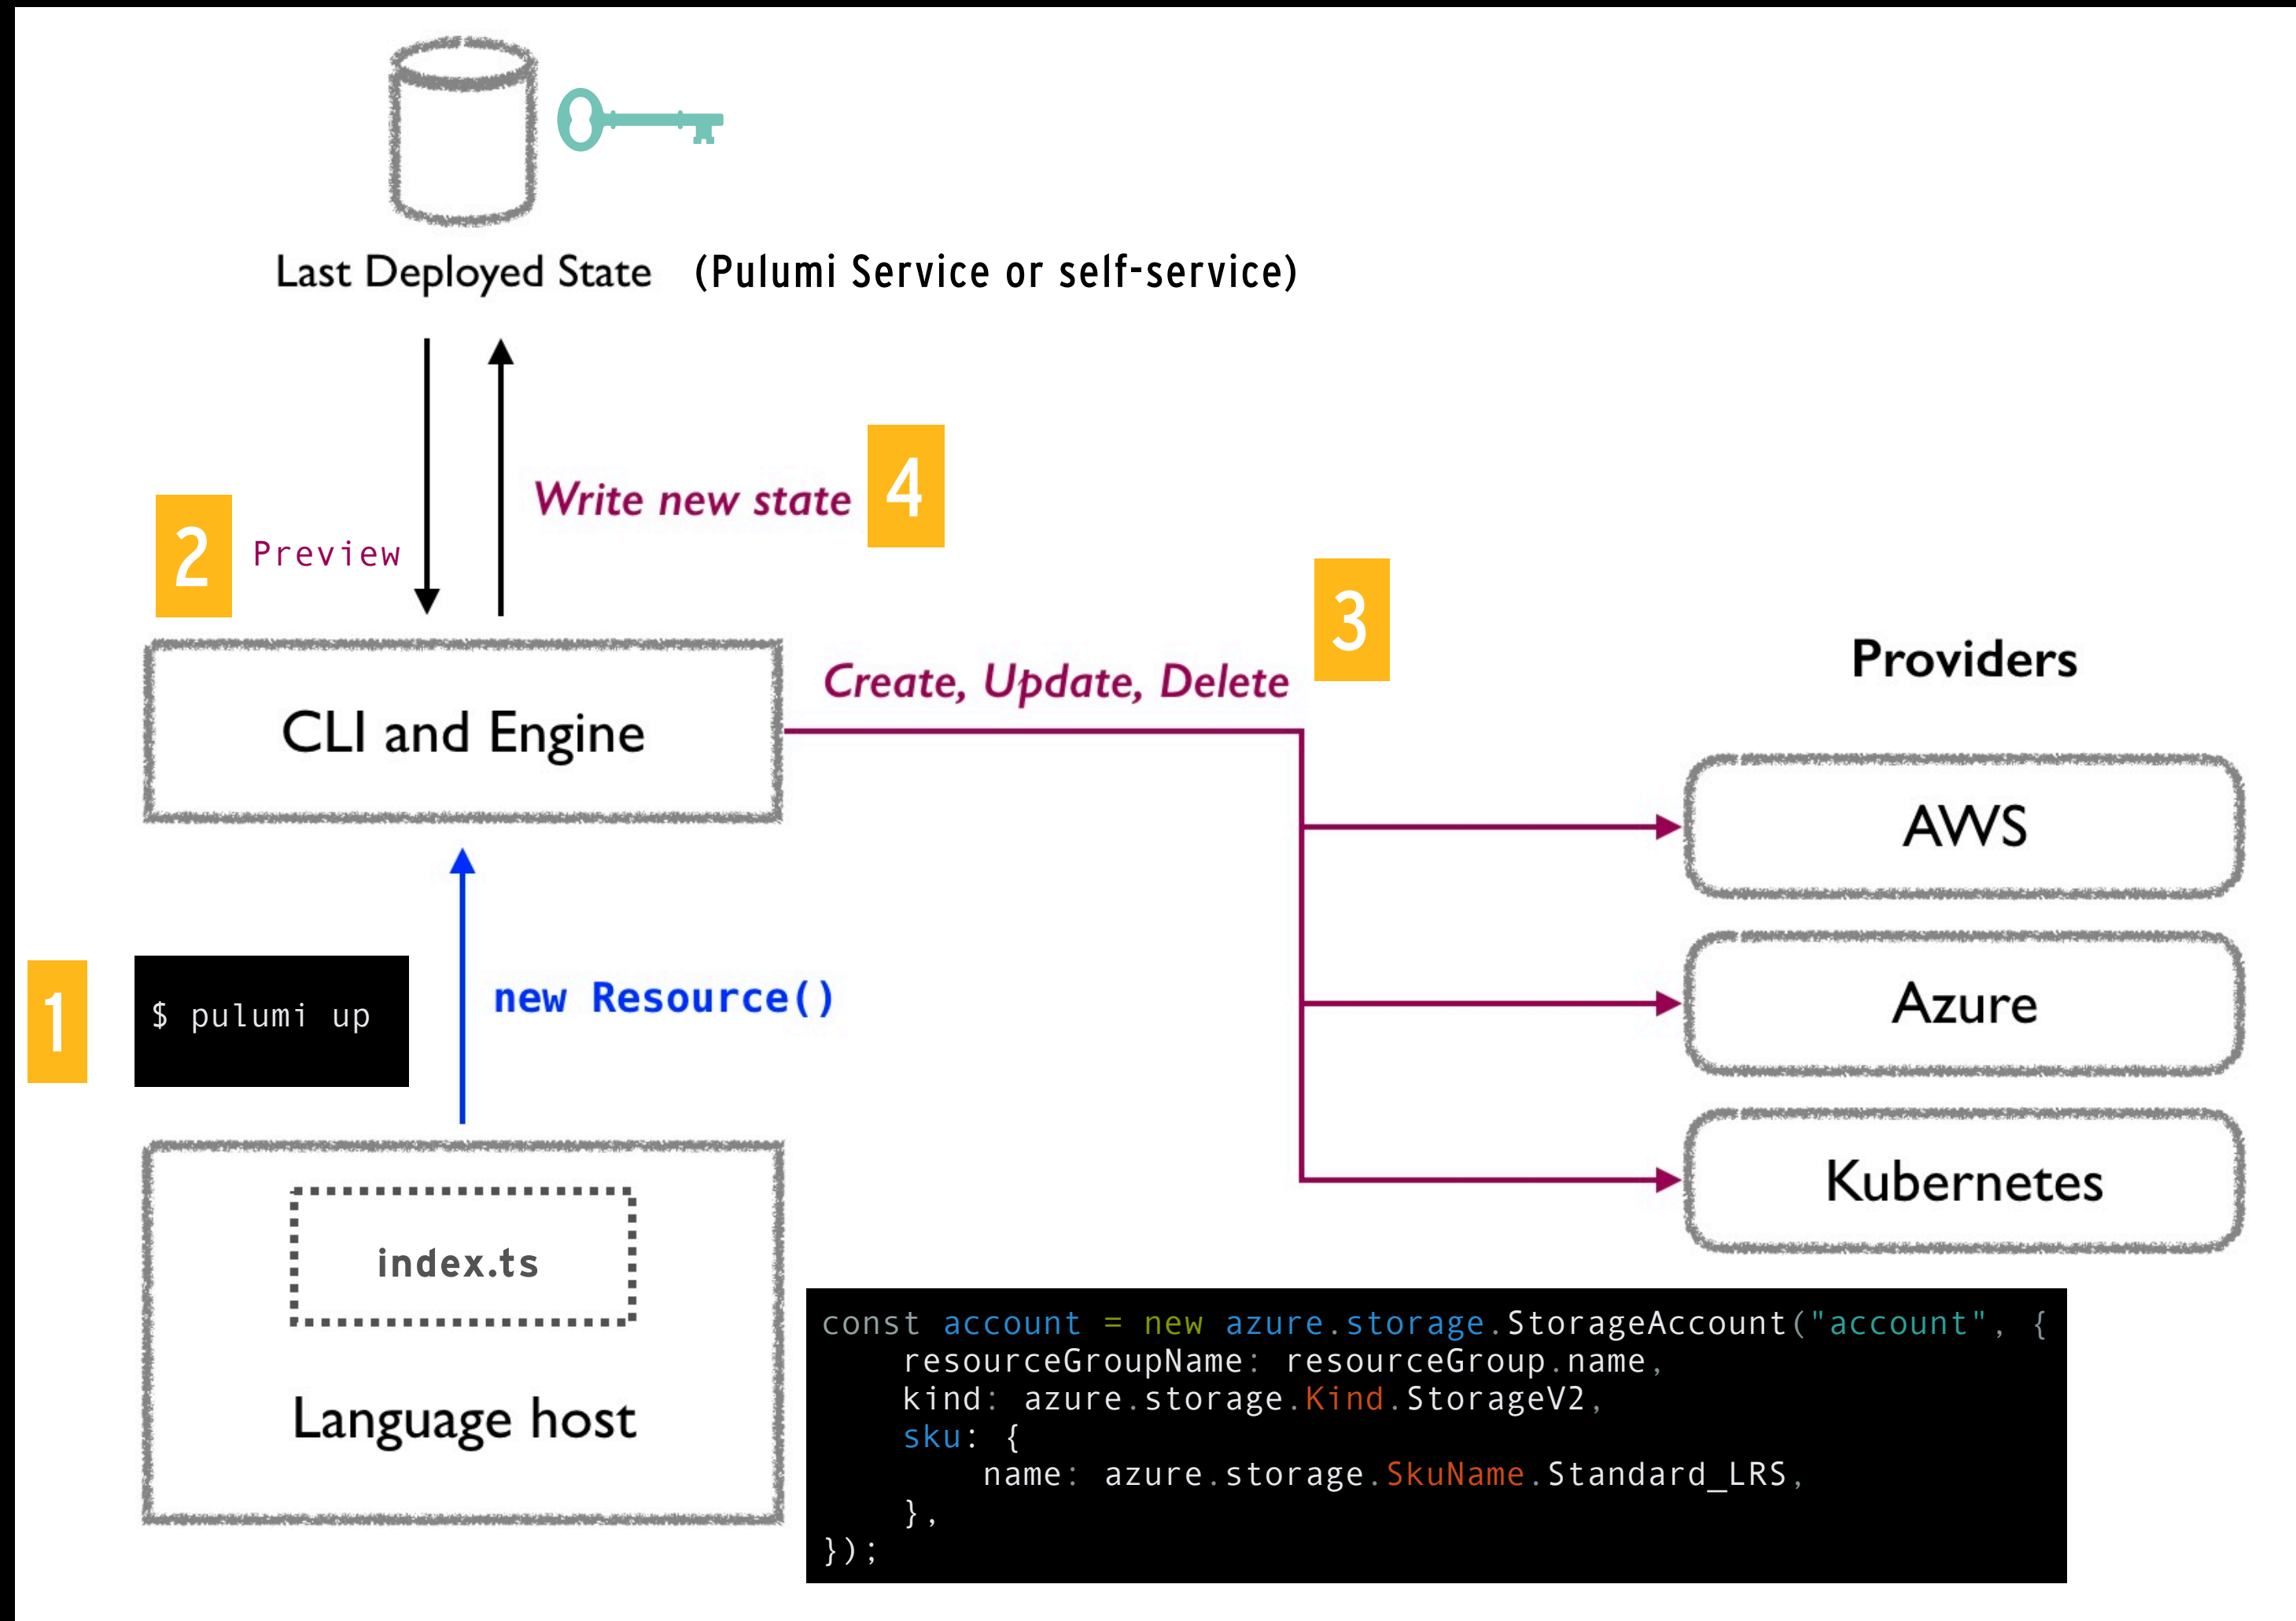 Last Deployed State (Pulumi Service or self-service)
Write new state 4
2 Preview
3
Create, Update, Delete
Providers
CLI and Engine
AWS
1 $ pulumi up
new Resource()
Azure
Kubernetes
index.ts
Language host
const account = new azure.storage.StorageAccount("account", {
    resourceGroupName: resourceGroup.name,
    kind: azure.storage.Kind.StorageV2,
    sku: {
        name: azure.storage.SkuName.Standard_LRS,
    },
});